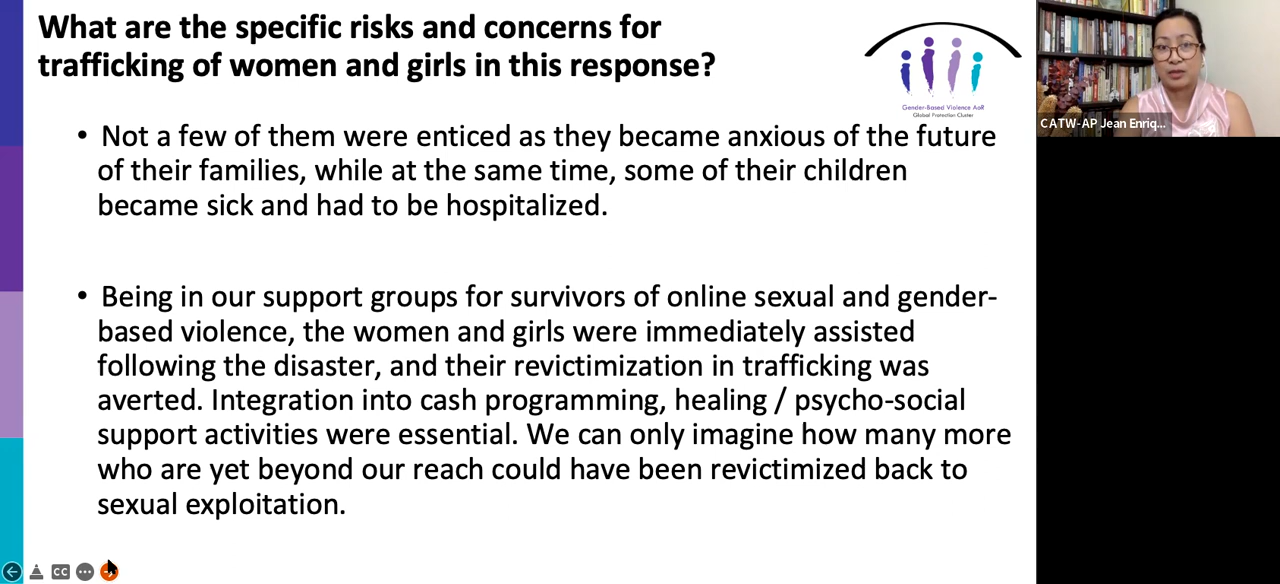 What are the specific risks and concerns for
trafficking of women and girls in this response?
Gender-Based Violence AoR
Global Protection Cluster
CATW-AP Jean Enriq...
• Not a few of them were enticed as they became anxious of the future
of their families, while at the same time, some of their children
became sick and had to be hospitalized.
• Being in our support groups for survivors of online sexual and gender-
based violence, the women and girls were immediately assisted
following the disaster, and their revictimization in trafficking was
averted. Integration into cash programming, healing / psycho-social
support activities were essential. We can only imagine how many more
who are yet beyond our reach could have been revictimized back to
sexual exploitation.
CC